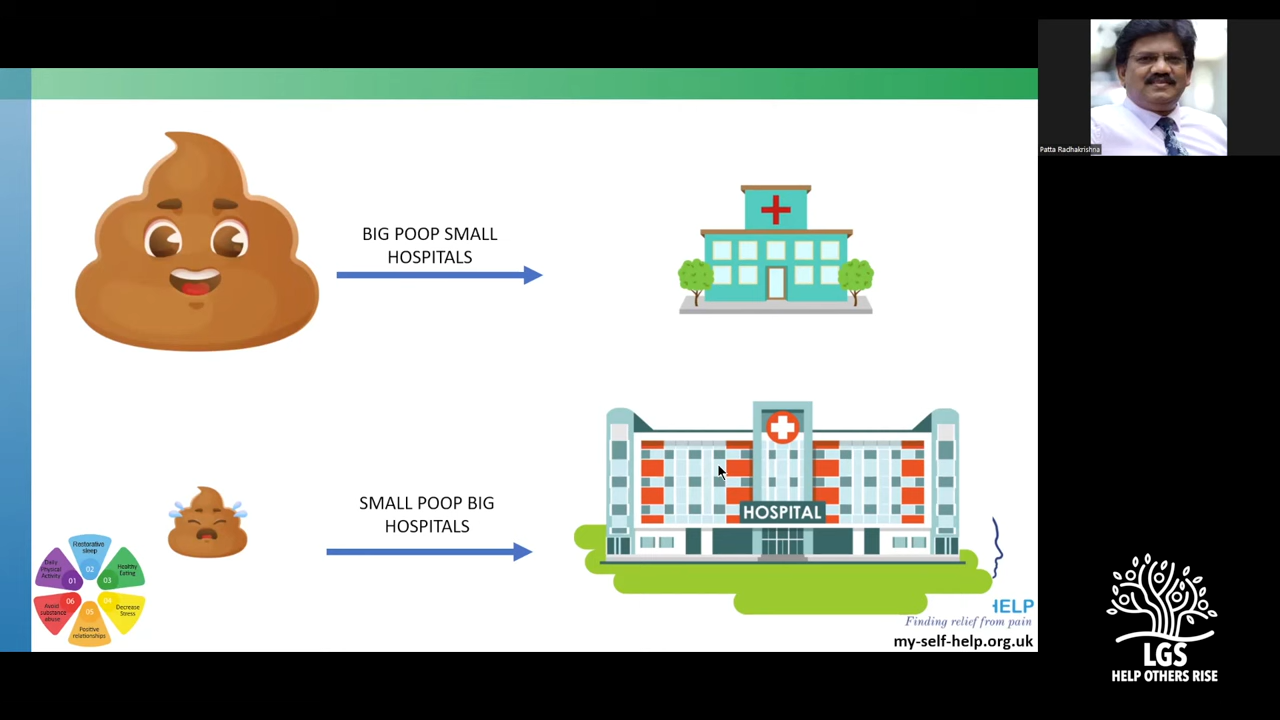 Patta Radhakrishna
BIG POOP SMALL
HOSPITALS
SMALL POOP BIG
HOSPITALS
HOSPITAL
Restorative
sleep
02
Daily
Physical
Activity
01
Healthy
Eating
03
Avoid
substance
abuse
06
04
Decrease
Stress
05
Positive
relationships
HELP
Finding relief from pain
my-self-help.org.uk
LGS
HELP OTHERS RISE